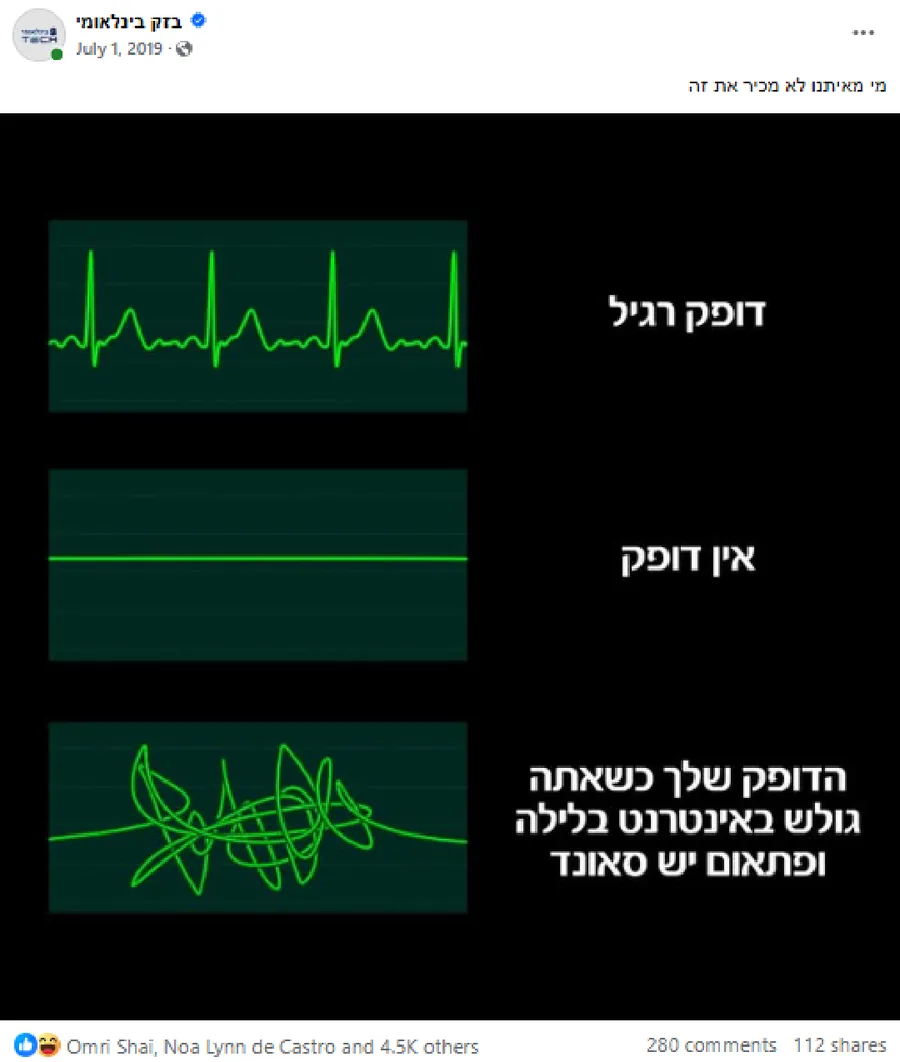 בזק בינלאומי
July 1, 2019 ·
מי מאיתנו לא מכיר את זה
דופק רגיל
אין דופק
הדופק שלך כשאתה
גולש באינטרנט בלילה
ופתאום יש סאונד
Omri Shai, Noa Lynn de Castro and 4.5K others
280 comments 112 shares